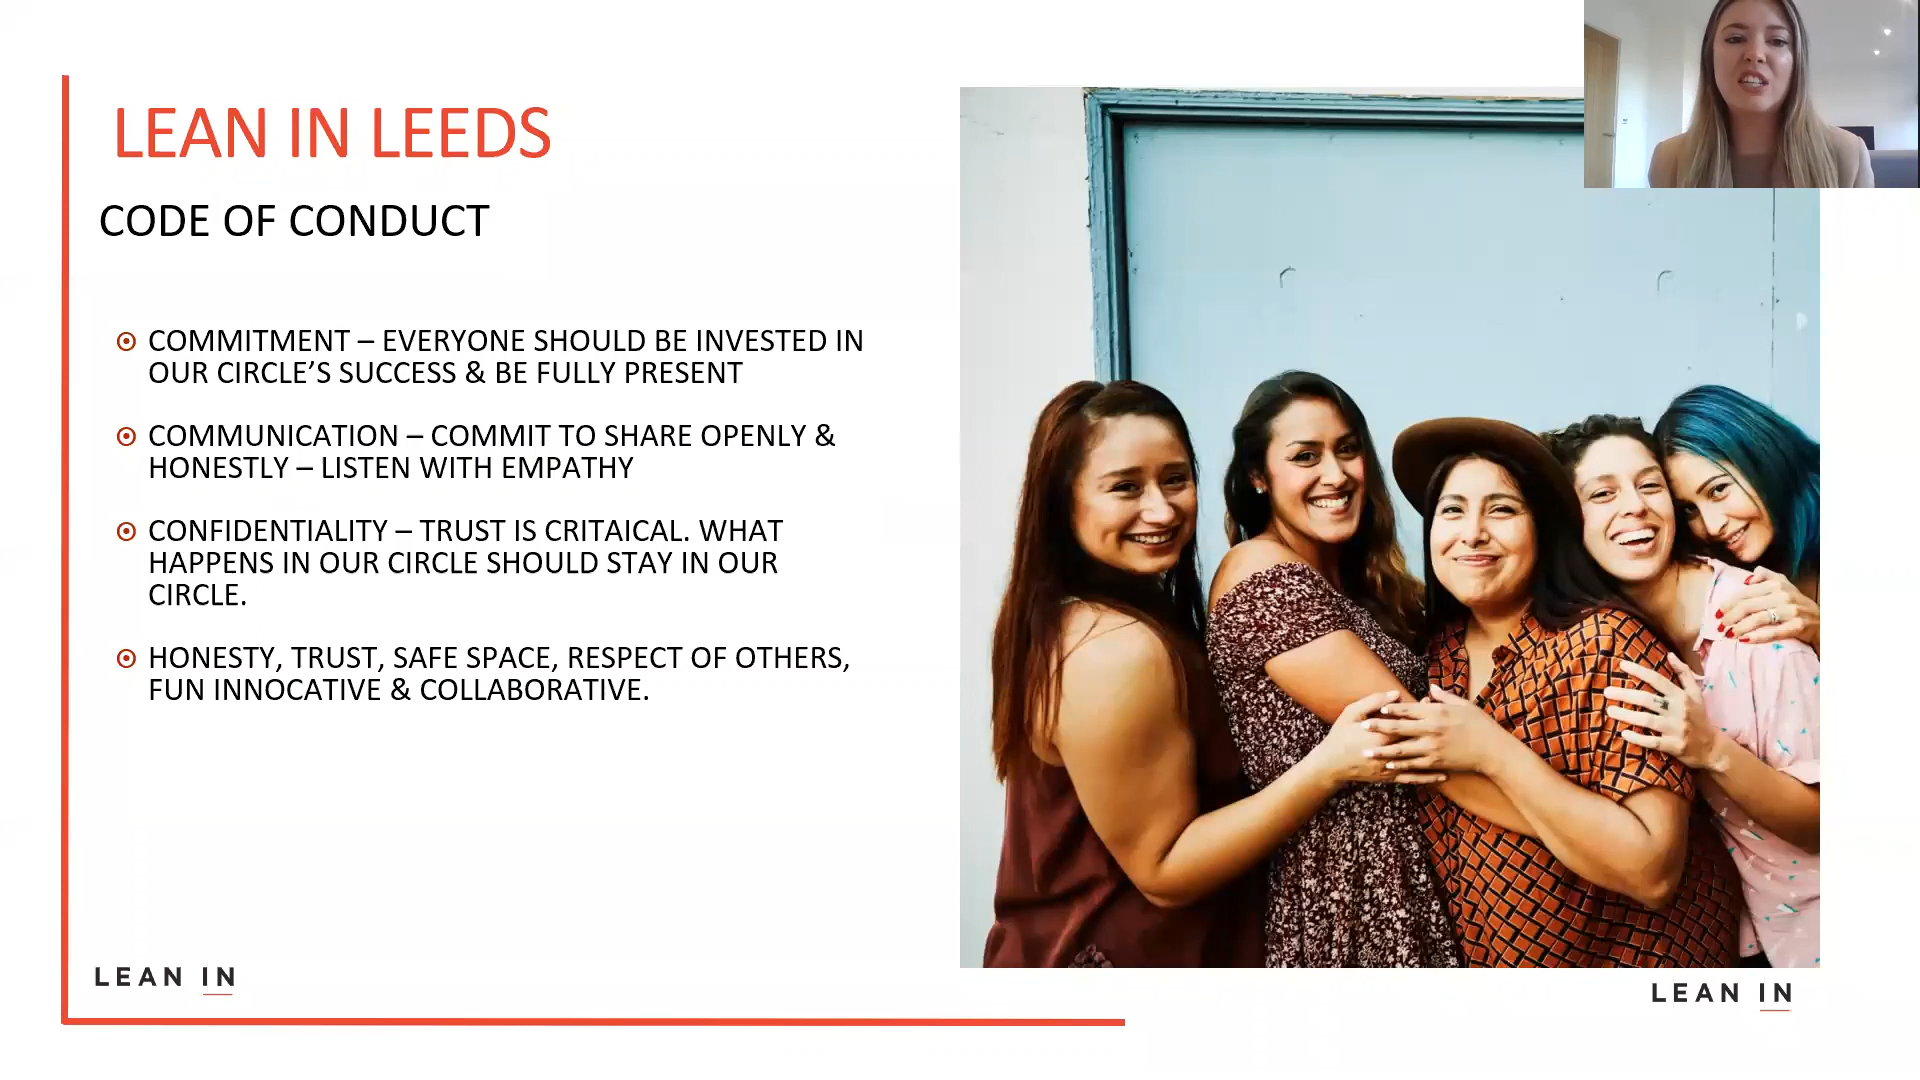 LEAN IN LEEDS
CODE OF CONDUCT
COMMITMENT – EVERYONE SHOULD BE INVESTED IN
OUR CIRCLE’S SUCCESS & BE FULLY PRESENT
COMMUNICATION – COMMIT TO SHARE OPENLY &
HONESTLY – LISTEN WITH EMPATHY
CONFIDENTIALITY – TRUST IS CRITAICAL. WHAT
HAPPENS IN OUR CIRCLE SHOULD STAY IN OUR
CIRCLE.
HONESTY, TRUST, SAFE SPACE, RESPECT OF OTHERS,
FUN INNOCATIVE & COLLABORATIVE.
LEAN IN
LEAN IN